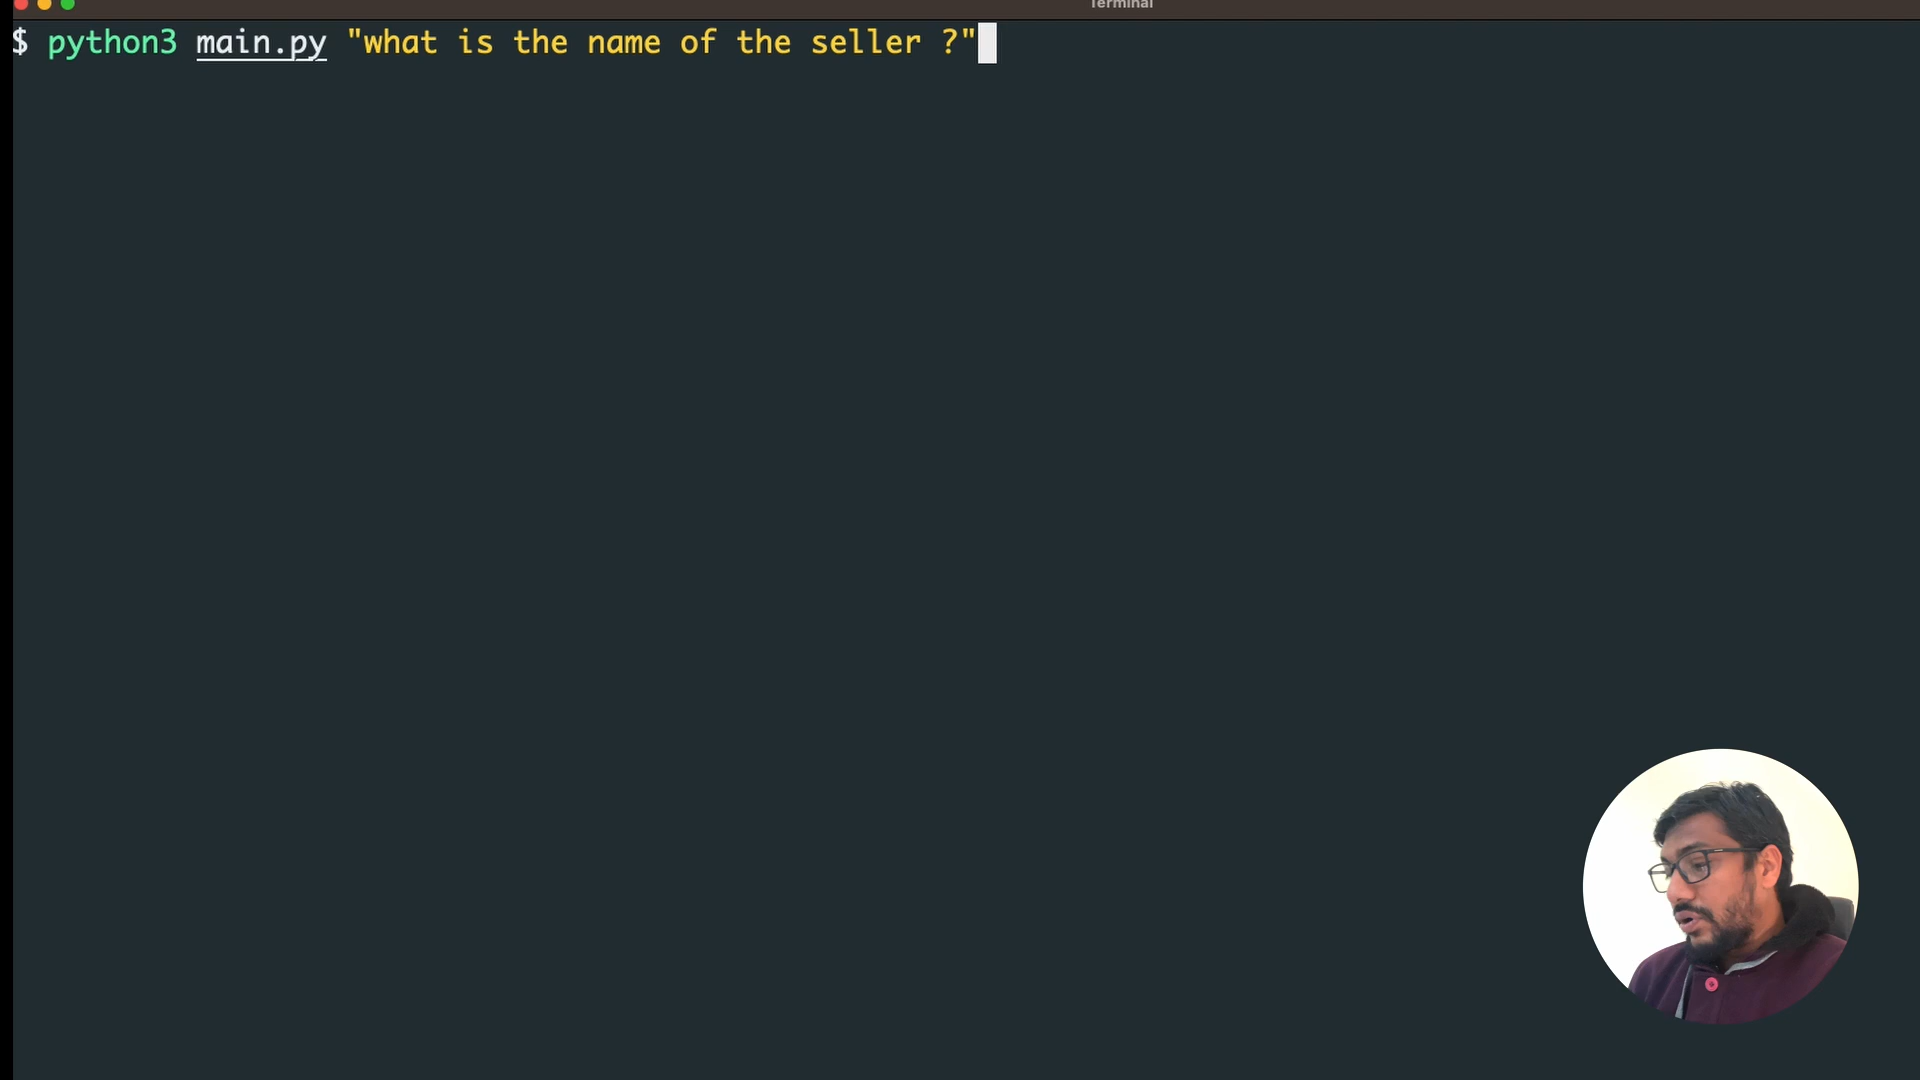 Terminal
$ python3 main.py "what is the name of the seller ?"